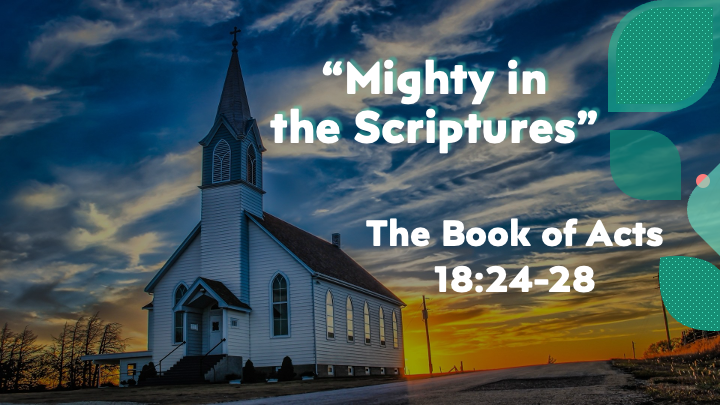 “Mighty in
the Scriptures”
The Book of Acts
18:24-28